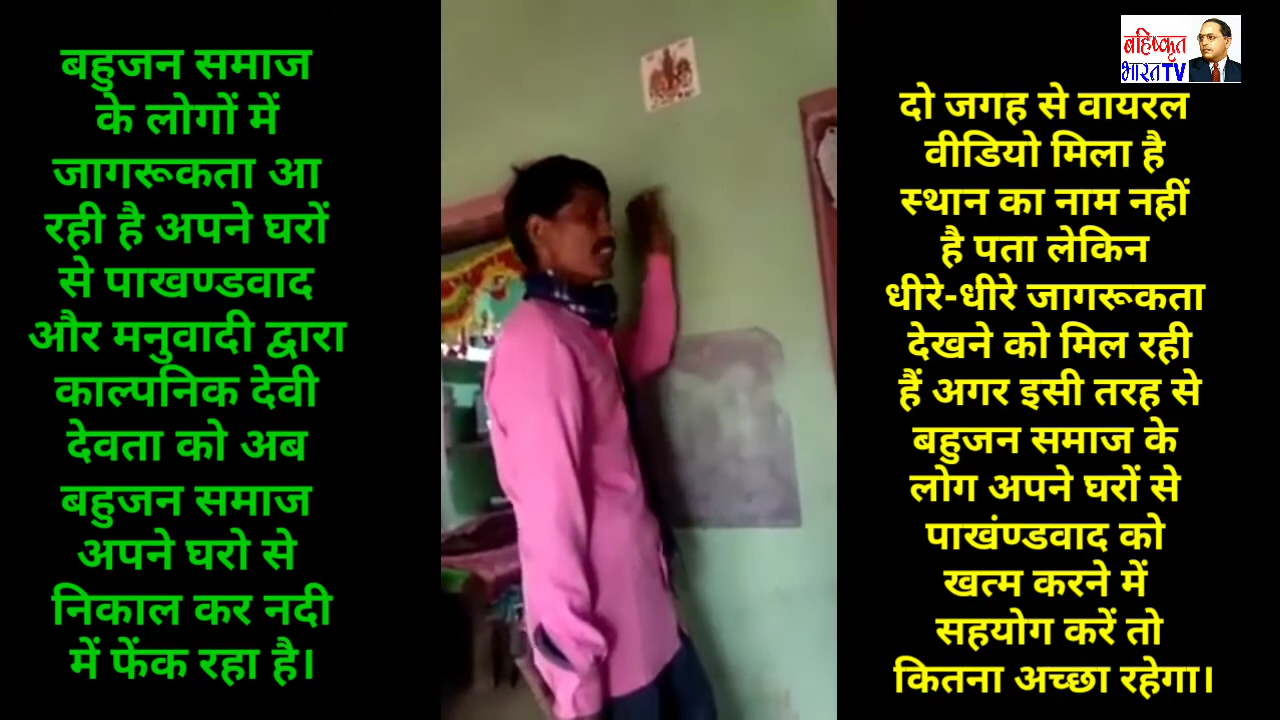 बहुजन समाज
के लोगों में
जागरूकता आ
रही है अपने घरों
से पाखण्डवाद
और मनुवादी द्वारा
काल्पनिक देवी
देवता को अब
बहुजन समाज
अपने घरो से
निकाल कर नदी
में फेंक रहा है।
बहिष्कृत
भारतTV
दो जगह से वायरल
वीडियो मिला है
स्थान का नाम नहीं
है पता लेकिन
धीरे-धीरे जागरूकता
देखने को मिल रही
हैं अगर इसी तरह से
बहुजन समाज के
लोग अपने घरों से
पाखंण्डवाद को
खत्म करने में
सहयोग करें तो
कितना अच्छा रहेगा।